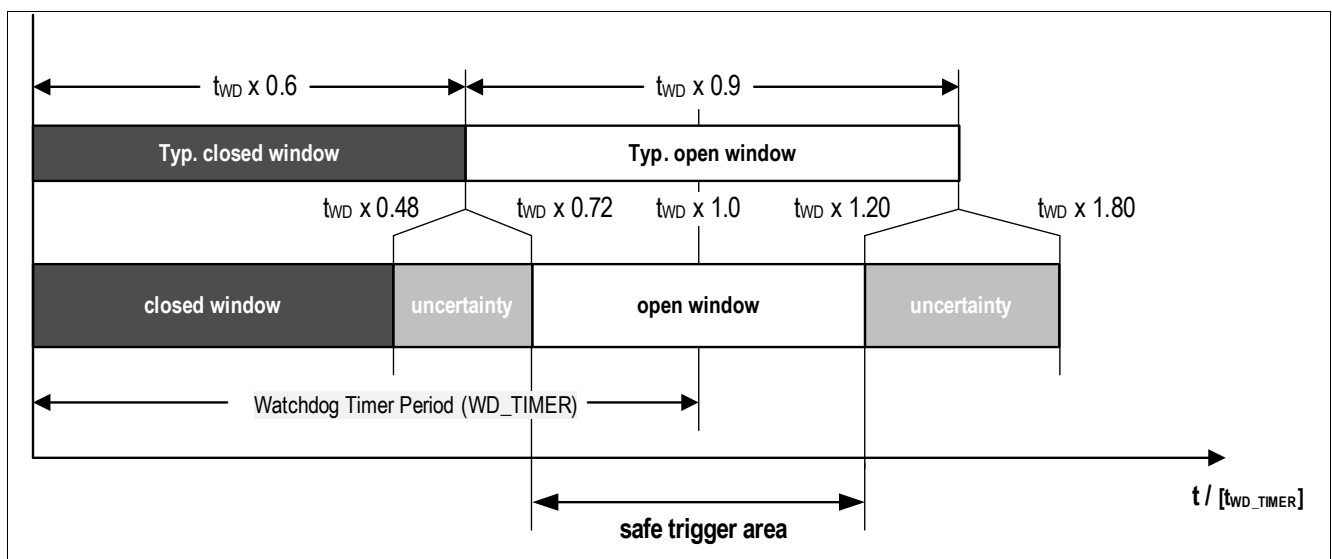 tWD x 0.6
tWD x 0.9
Typ. closed window
Typ. open window
tWD x 0.48
tWD x 0.72
tWD x 1.0
tWD x 1.20
tWD x 1.80
closed window
uncertainty
open window
uncertainty
Watchdog Timer Period (WD_TIMER)
t / [tWD_TIMER]
safe trigger area